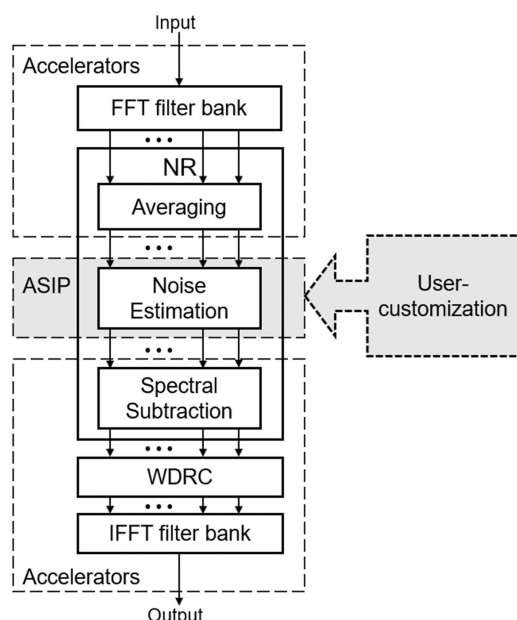 Input
Accelerators
FFT filter bank
•••
NR
Averaging
•••
ASIP
Noise
Estimation
User-
customization
•••
Spectral
Subtraction
•••
WDRC
•••
IFFT filter bank
Accelerators
Output